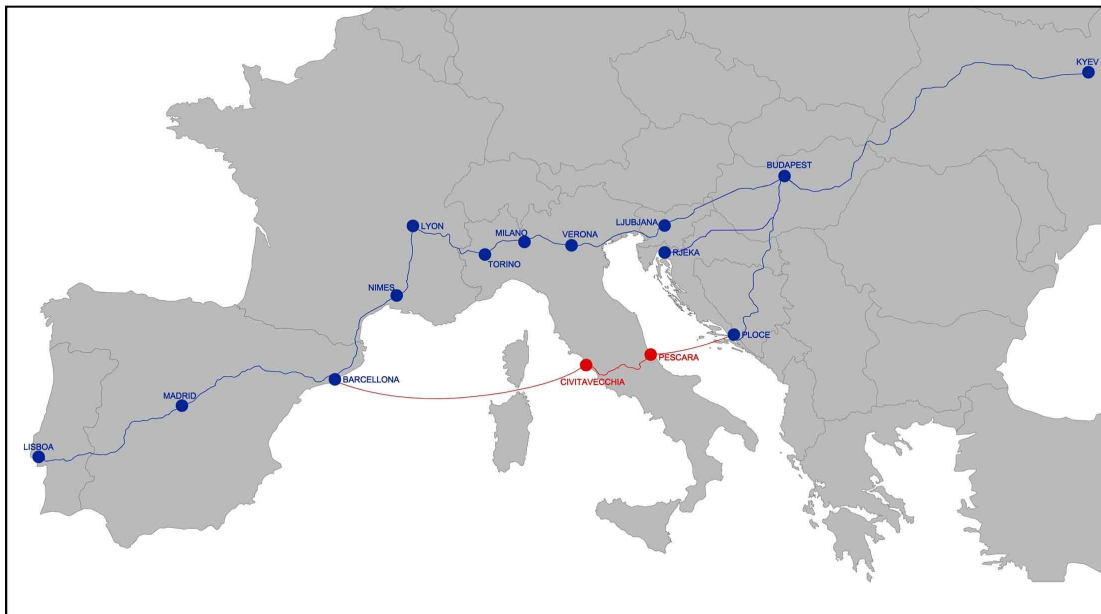 KYEV
BUDAPEST
LYON
MILANO
VERONA
LJUBJANA
TORINO
RJEKA
NIMES
PLOCE
PESCARA
CIVITAVECCHIA
BARCELLONA
MADRID
LISBOA